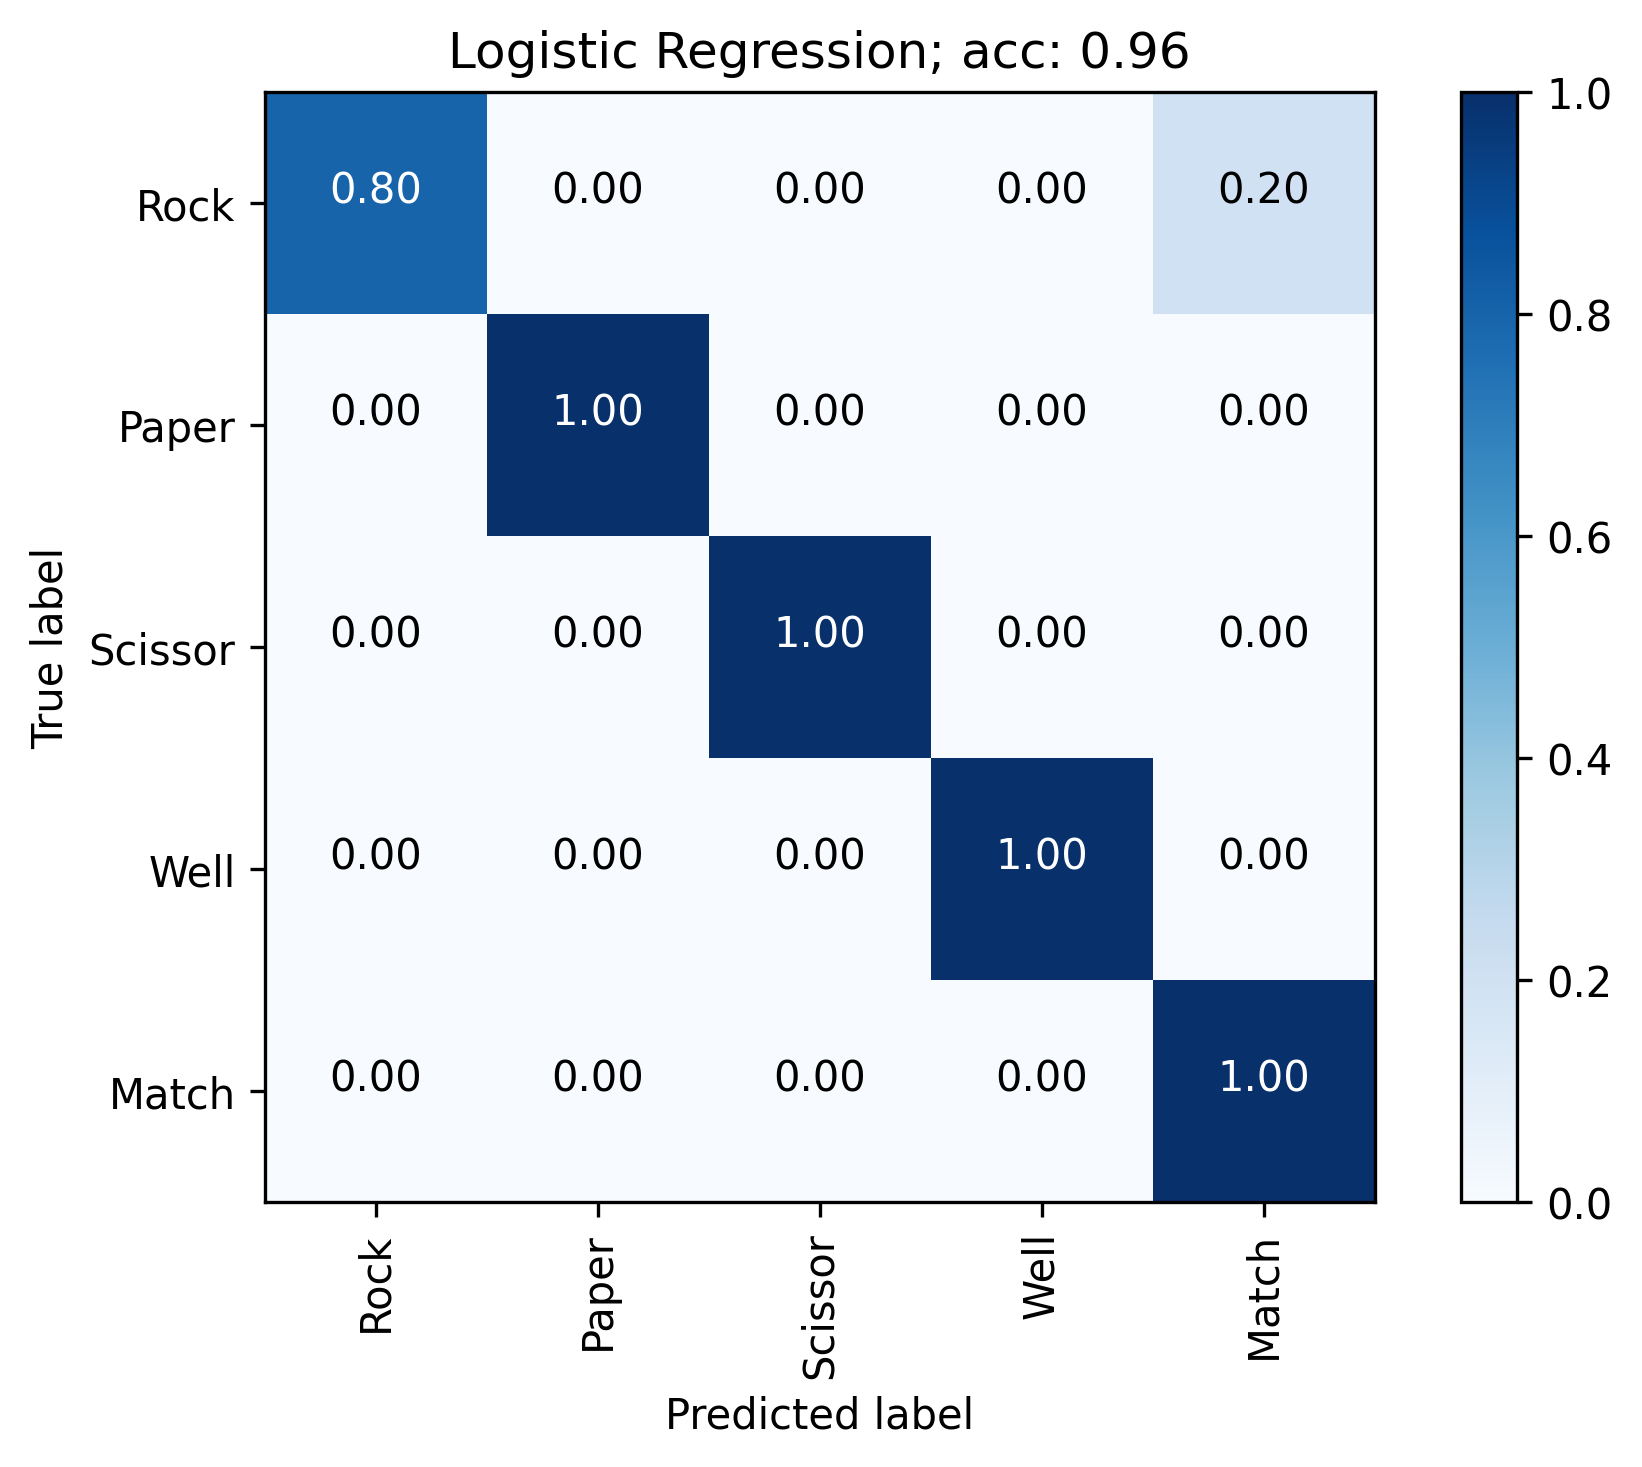 Logistic Regression; acc: 0.96
True label
Rock 0.80 0.00 0.00 0.00 0.20
Paper 0.00 1.00 0.00 0.00 0.00
Scissor 0.00 0.00 1.00 0.00 0.00
Well 0.00 0.00 0.00 1.00 0.00
Match 0.00 0.00 0.00 0.00 1.00
Rock Paper Scissor Well Match
Predicted label
1.0
0.8
0.6
0.4
0.2
0.0